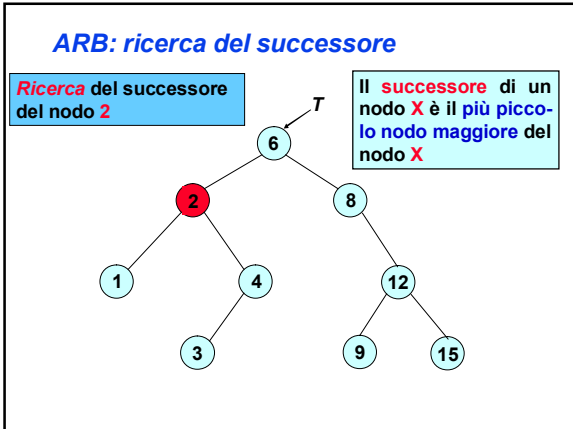 ARB: ricerca del successore
Ricerca del successore
del nodo 2
Il successore di un
nodo X è il più picco-
lo nodo maggiore del
nodo X
T
6
2
8
1
4
12
3
9
15